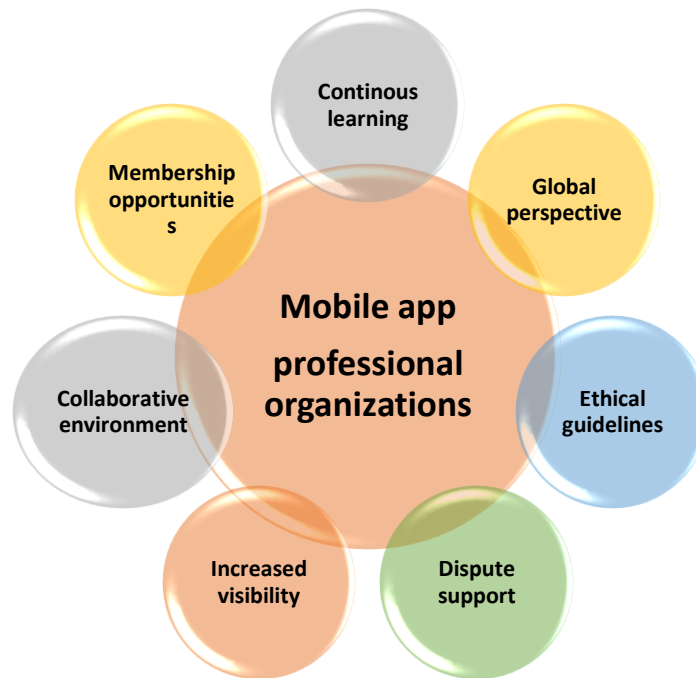 Continous
learning
Global
perspective
Ethical
guidelines
Dispute
support
Increased
visibility
Collaborative
environment
Membership
opportunitie
s
Mobile app
professional
organizations